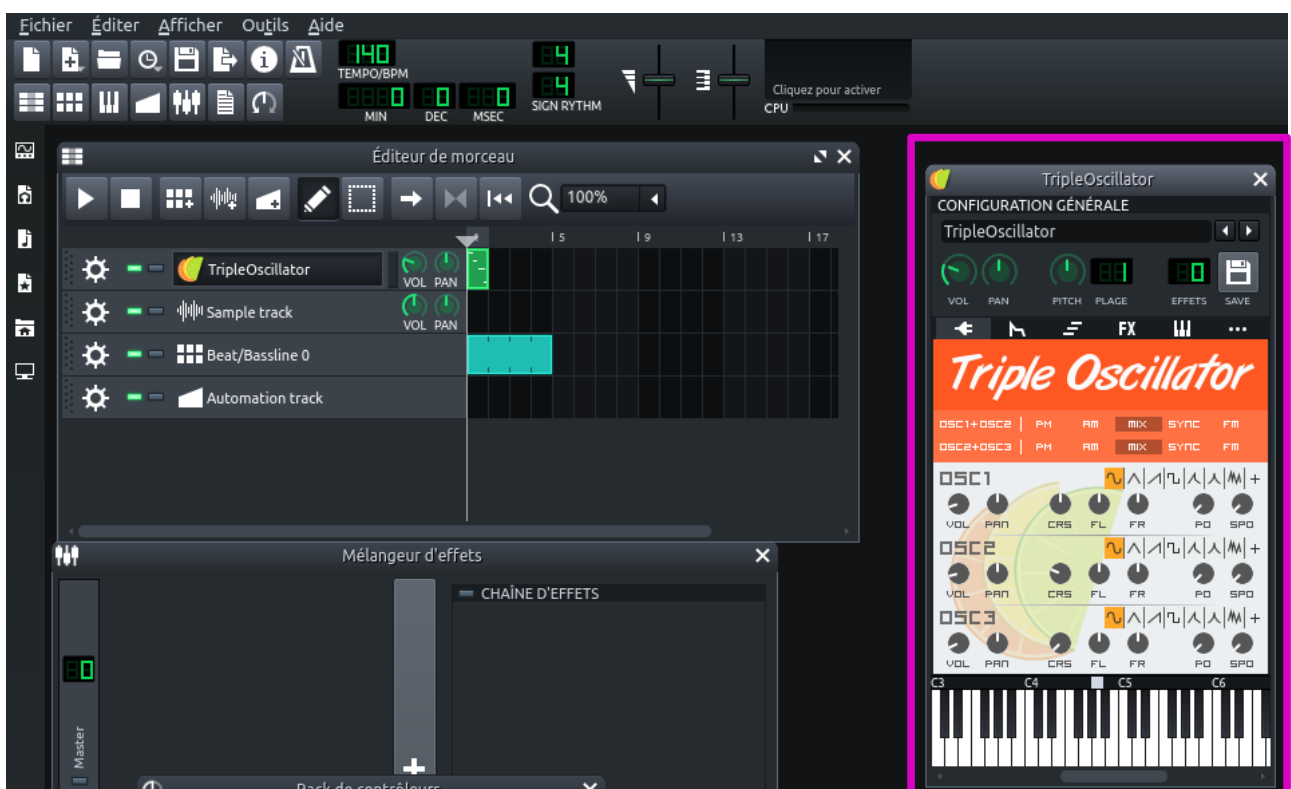 Fichier Éditer Afficher Outils Aide
140
TEMPO/BPM
4
4
SIGN RYTHM
0 0 0
MIN DEC MSEC
Cliquez pour activer
CPU
Éditeur de morceau
100%
5 9 13 17
TripleOscillator
VOL PAN
Sample track
VOL PAN
Beat/Bassline 0
Automation track
Mélangeur d'effets
CHAÎNE D'EFFETS
0
Master
Pack de contrôleurs
TripleOscillator
CONFIGURATION GÉNÉRALE
TripleOscillator
1 0
VOL PAN PITCH PLAGE EFFETS SAVE
FX
Triple Oscillator
OSC1+OSC2 | PM AM MIX SYNC FM
OSC2+OSC3 | PM AM MIX SYNC FM
OSC1
VOL PAN CRS FL FR PO SPO
OSC2
VOL PAN CRS FL FR PO SPO
OSC3
VOL PAN CRS FL FR PO SPO
C3 C4 C5 C6